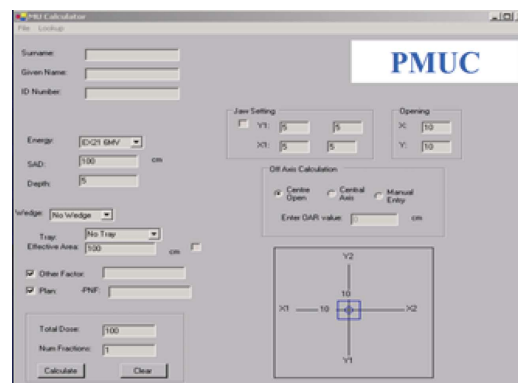 MU Calculator
File Lookup
PMUC
Surname:
Given Name:
ID Number:
Jaw Setting
Y1: 5 5
X1: 5 5
Opening
X: 10
Y: 10
Energy: EX21 6MV
SAD: 100 cm
Depth: 5
Off Axis Calculation
Centre Open
Central Axis
Manual Entry
Enter OAR value: 0 cm
Wedge: No Wedge
Tray: No Tray
Effective Area: 100 cm
Other Factor:
Plan: -PNF:
Y2
10
X1 10 X2
Y1
Total Dose: 100
Num Fractions: 1
Calculate Clear